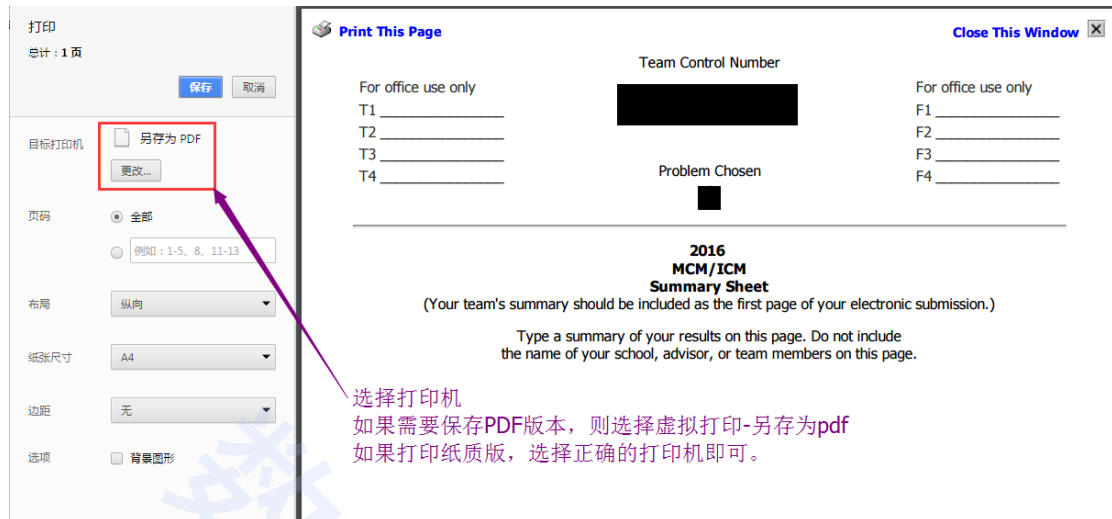 打印
总计：1 页
保存 取消
目标打印机 另存为 PDF
更改...
页码 全部
例如：1-5、8、11-13
布局 纵向
纸张尺寸 A4
边距 无
选项 背景图形
Print This Page
Close This Window
Team Control Number
For office use only
T1
T2
T3
T4
For office use only
F1
F2
F3
F4
Problem Chosen
2016
MCM/ICM
Summary Sheet
(Your team's summary should be included as the first page of your electronic submission.)
Type a summary of your results on this page. Do not include
the name of your school, advisor, or team members on this page.
选择打印机
如果需要保存PDF版本，则选择虚拟打印-另存为pdf
如果打印纸质版，选择正确的打印机即可。